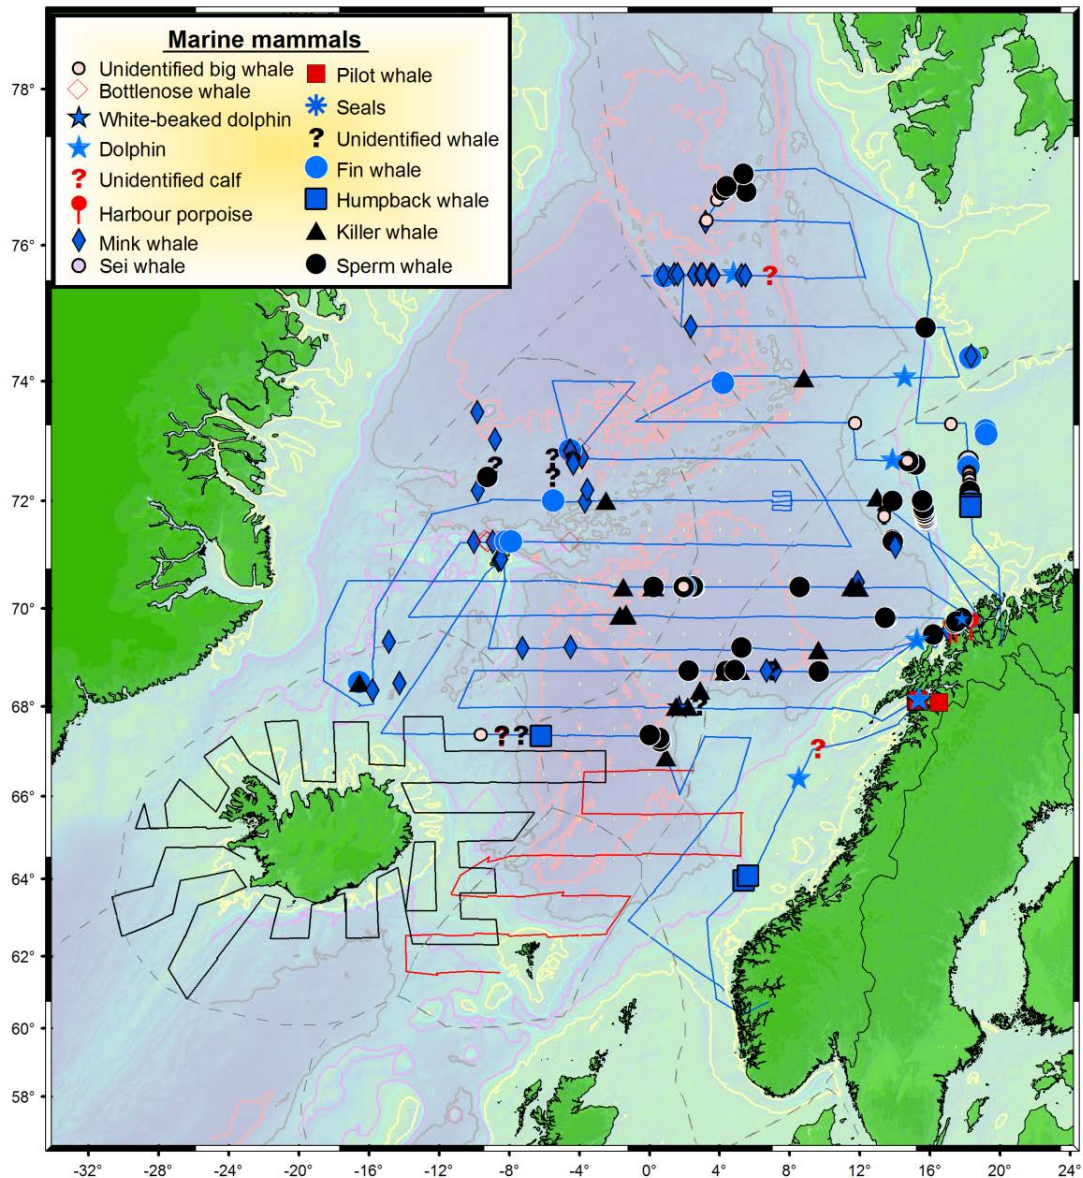 Marine mammals
Unidentified big whale
Bottlenose whale
White-beaked dolphin
Dolphin
? Unidentified calf
Harbour porpoise
Mink whale
Sei whale
Pilot whale
Seals
? Unidentified whale
Fin whale
Humpback whale
Killer whale
Sperm whale
78°
76°
74°
72°
70°
68°
66°
64°
62°
60°
58°
? ? ? ? ? ? ? ? ?
-32° -28° -24° -20° -16° -12° -8° -4° 0° 4° 8° 12° 16° 20° 24°